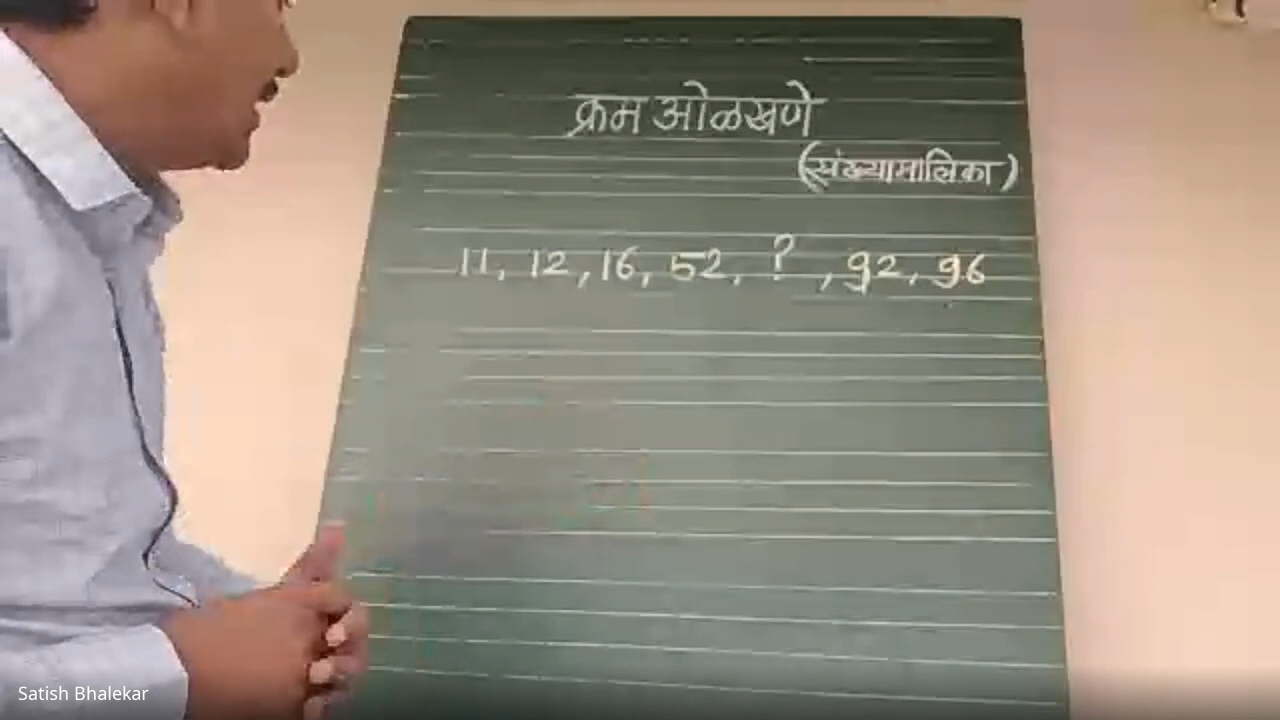 क्रम ओळखणे
(संख्यामालिका)
11, 12, 16, 52, ?, 92, 96
Satish Bhalekar